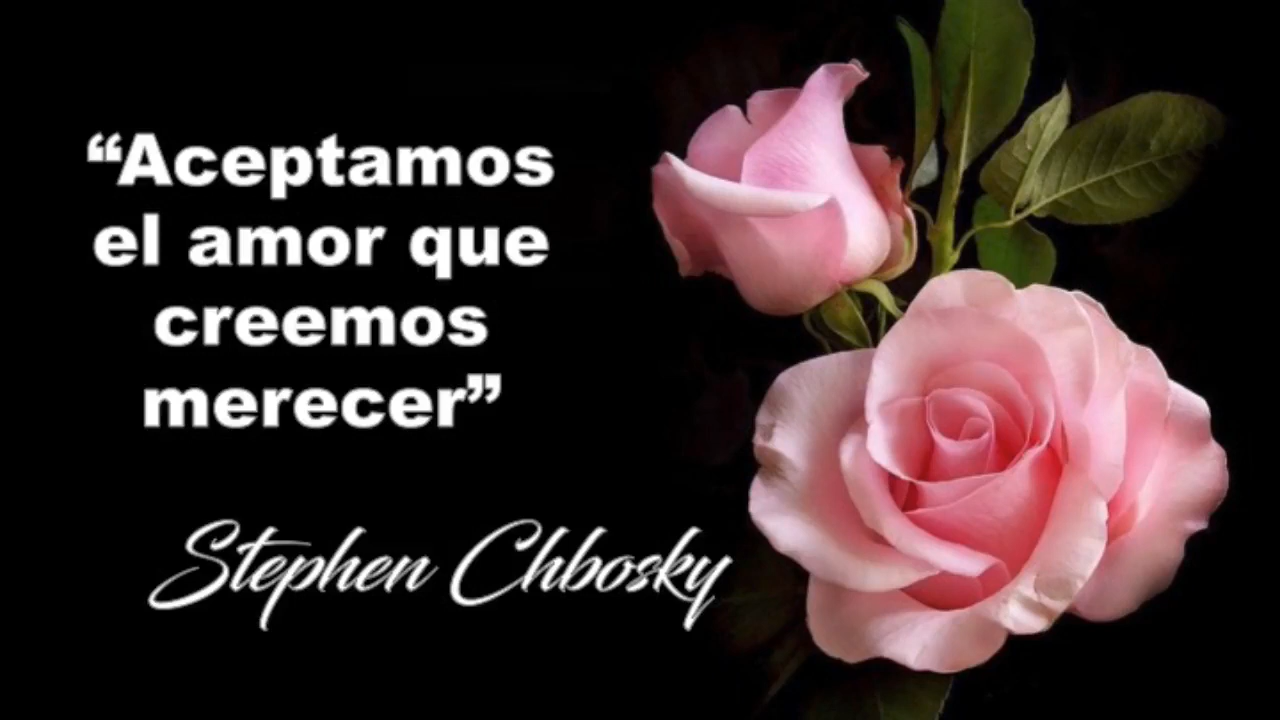 “Aceptamos
el amor que
creemos
merecer”
Stephen Chbosky